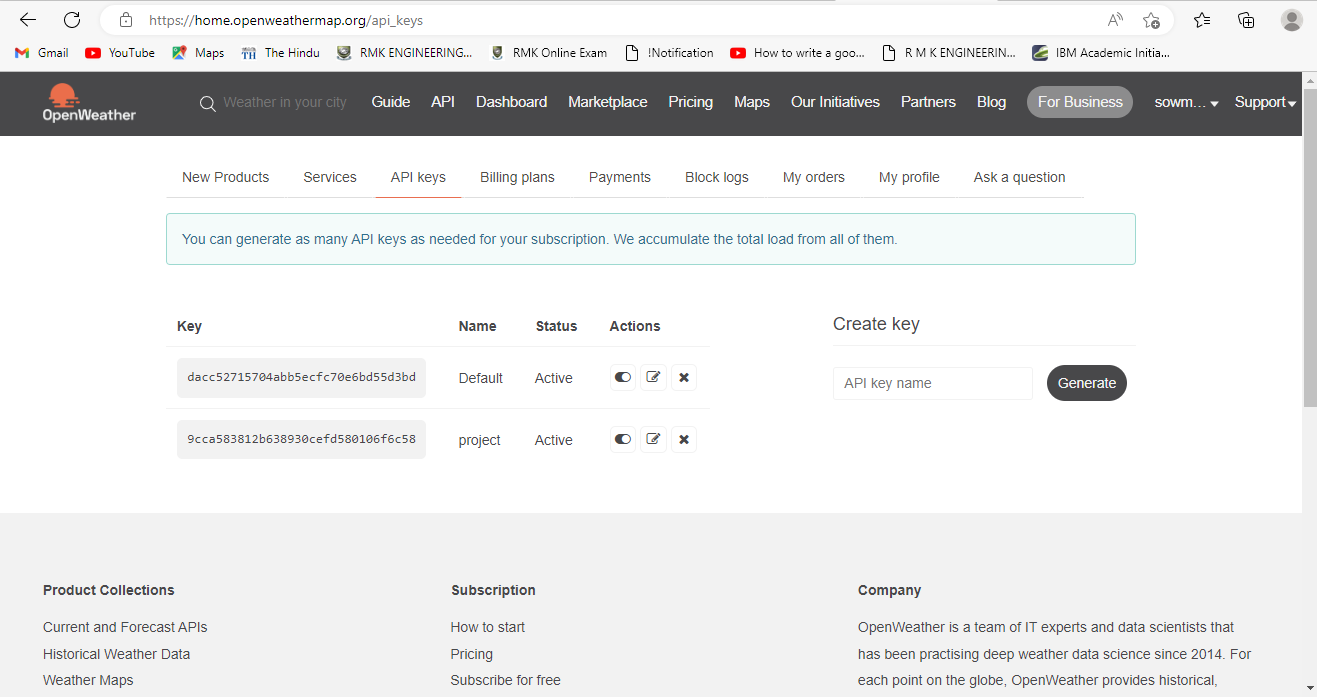 https://home.openweathermap.org/api_keys
Gmail YouTube Maps The Hindu RMK ENGINEERING... RMK Online Exam !Notification How to write a goo... R M K ENGINEERIN... IBM Academic Initia...
OpenWeather Weather in your city Guide API Dashboard Marketplace Pricing Maps Our Initiatives Partners Blog For Business sowm... Support
New Products Services API keys Billing plans Payments Block logs My orders My profile Ask a question
You can generate as many API keys as needed for your subscription. We accumulate the total load from all of them.
Key Name Status Actions Create key
dacc52715704abb5ecfc70e6bd55d3bd Default Active API key name Generate
9cca583812b638930cefd580106f6c58 project Active
Product Collections
Current and Forecast APIs
Historical Weather Data
Weather Maps
Subscription
How to start
Pricing
Subscribe for free
Company
OpenWeather is a team of IT experts and data scientists that
has been practising deep weather data science since 2014. For
each point on the globe, OpenWeather provides historical,